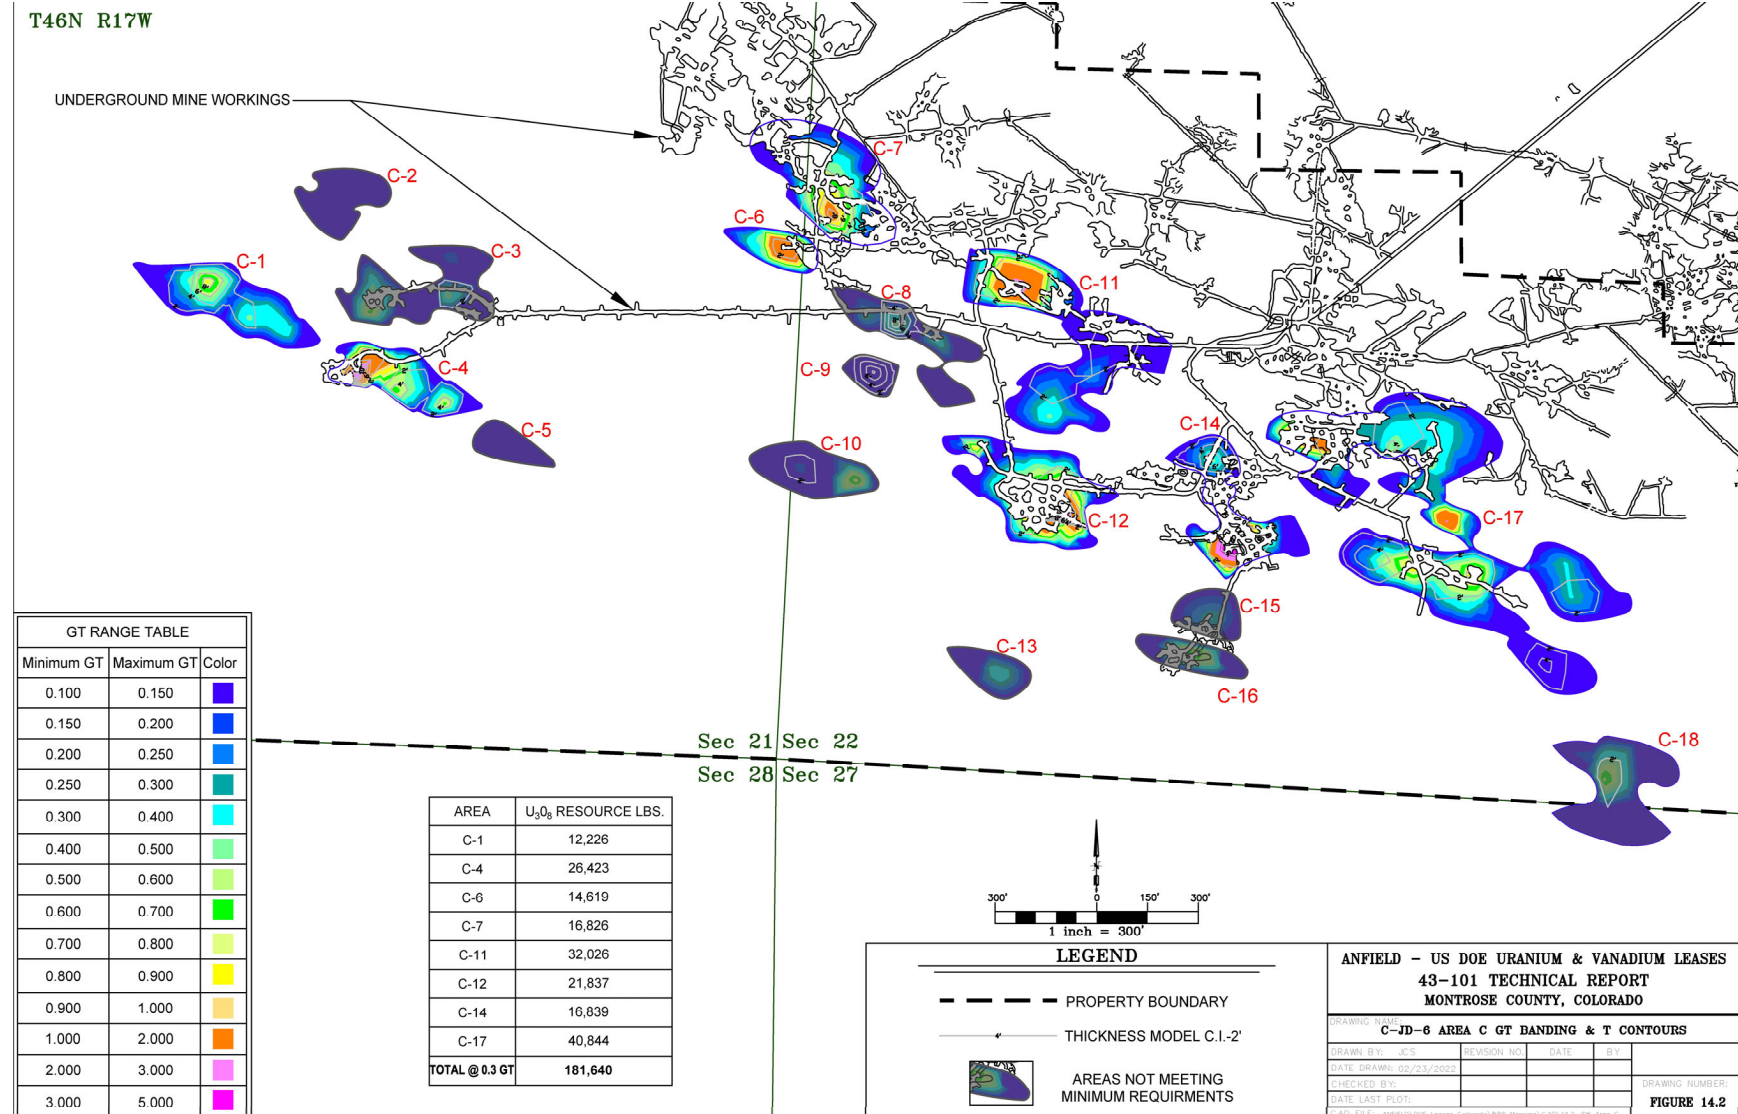 T46N R17W
UNDERGROUND MINE WORKINGS
C-7
C-2
C-6
C-3
C-1
C-11
C-8
C-4
C-9
C-14
C-5
C-10
C-12
C-17
C-15
C-13
C-16
C-18
Sec 21 Sec 22
Sec 28 Sec 27
GT RANGE TABLE
Minimum GT Maximum GT Color
0.100 0.150
0.150 0.200
0.200 0.250
0.250 0.300
0.300 0.400
0.400 0.500
0.500 0.600
0.600 0.700
0.700 0.800
0.800 0.900
0.900 1.000
1.000 2.000
2.000 3.000
3.000 5.000
AREA U₃0₈ RESOURCE LBS.
C-1 12,226
C-4 26,423
C-6 14,619
C-7 16,826
C-11 32,026
C-12 21,837
C-14 16,839
C-17 40,844
TOTAL @ 0.3 GT 181,640
300' 0 150' 300'
1 inch = 300'
LEGEND
PROPERTY BOUNDARY
4' THICKNESS MODEL C.I.-2'
AREAS NOT MEETING
MINIMUM REQUIRMENTS
ANFIELD - US DOE URANIUM & VANADIUM LEASES
43-101 TECHNICAL REPORT
MONTROSE COUNTY, COLORADO
DRAWING NAME:
C-JD-6 AREA C GT BANDING & T CONTOURS
DRAWN BY: JCS REVISION NO. DATE BY
DATE DRAWN: 02/23/2022
CHECKED BY:
DATE LAST PLOT:
DRAWING NUMBER:
FIGURE 14.2